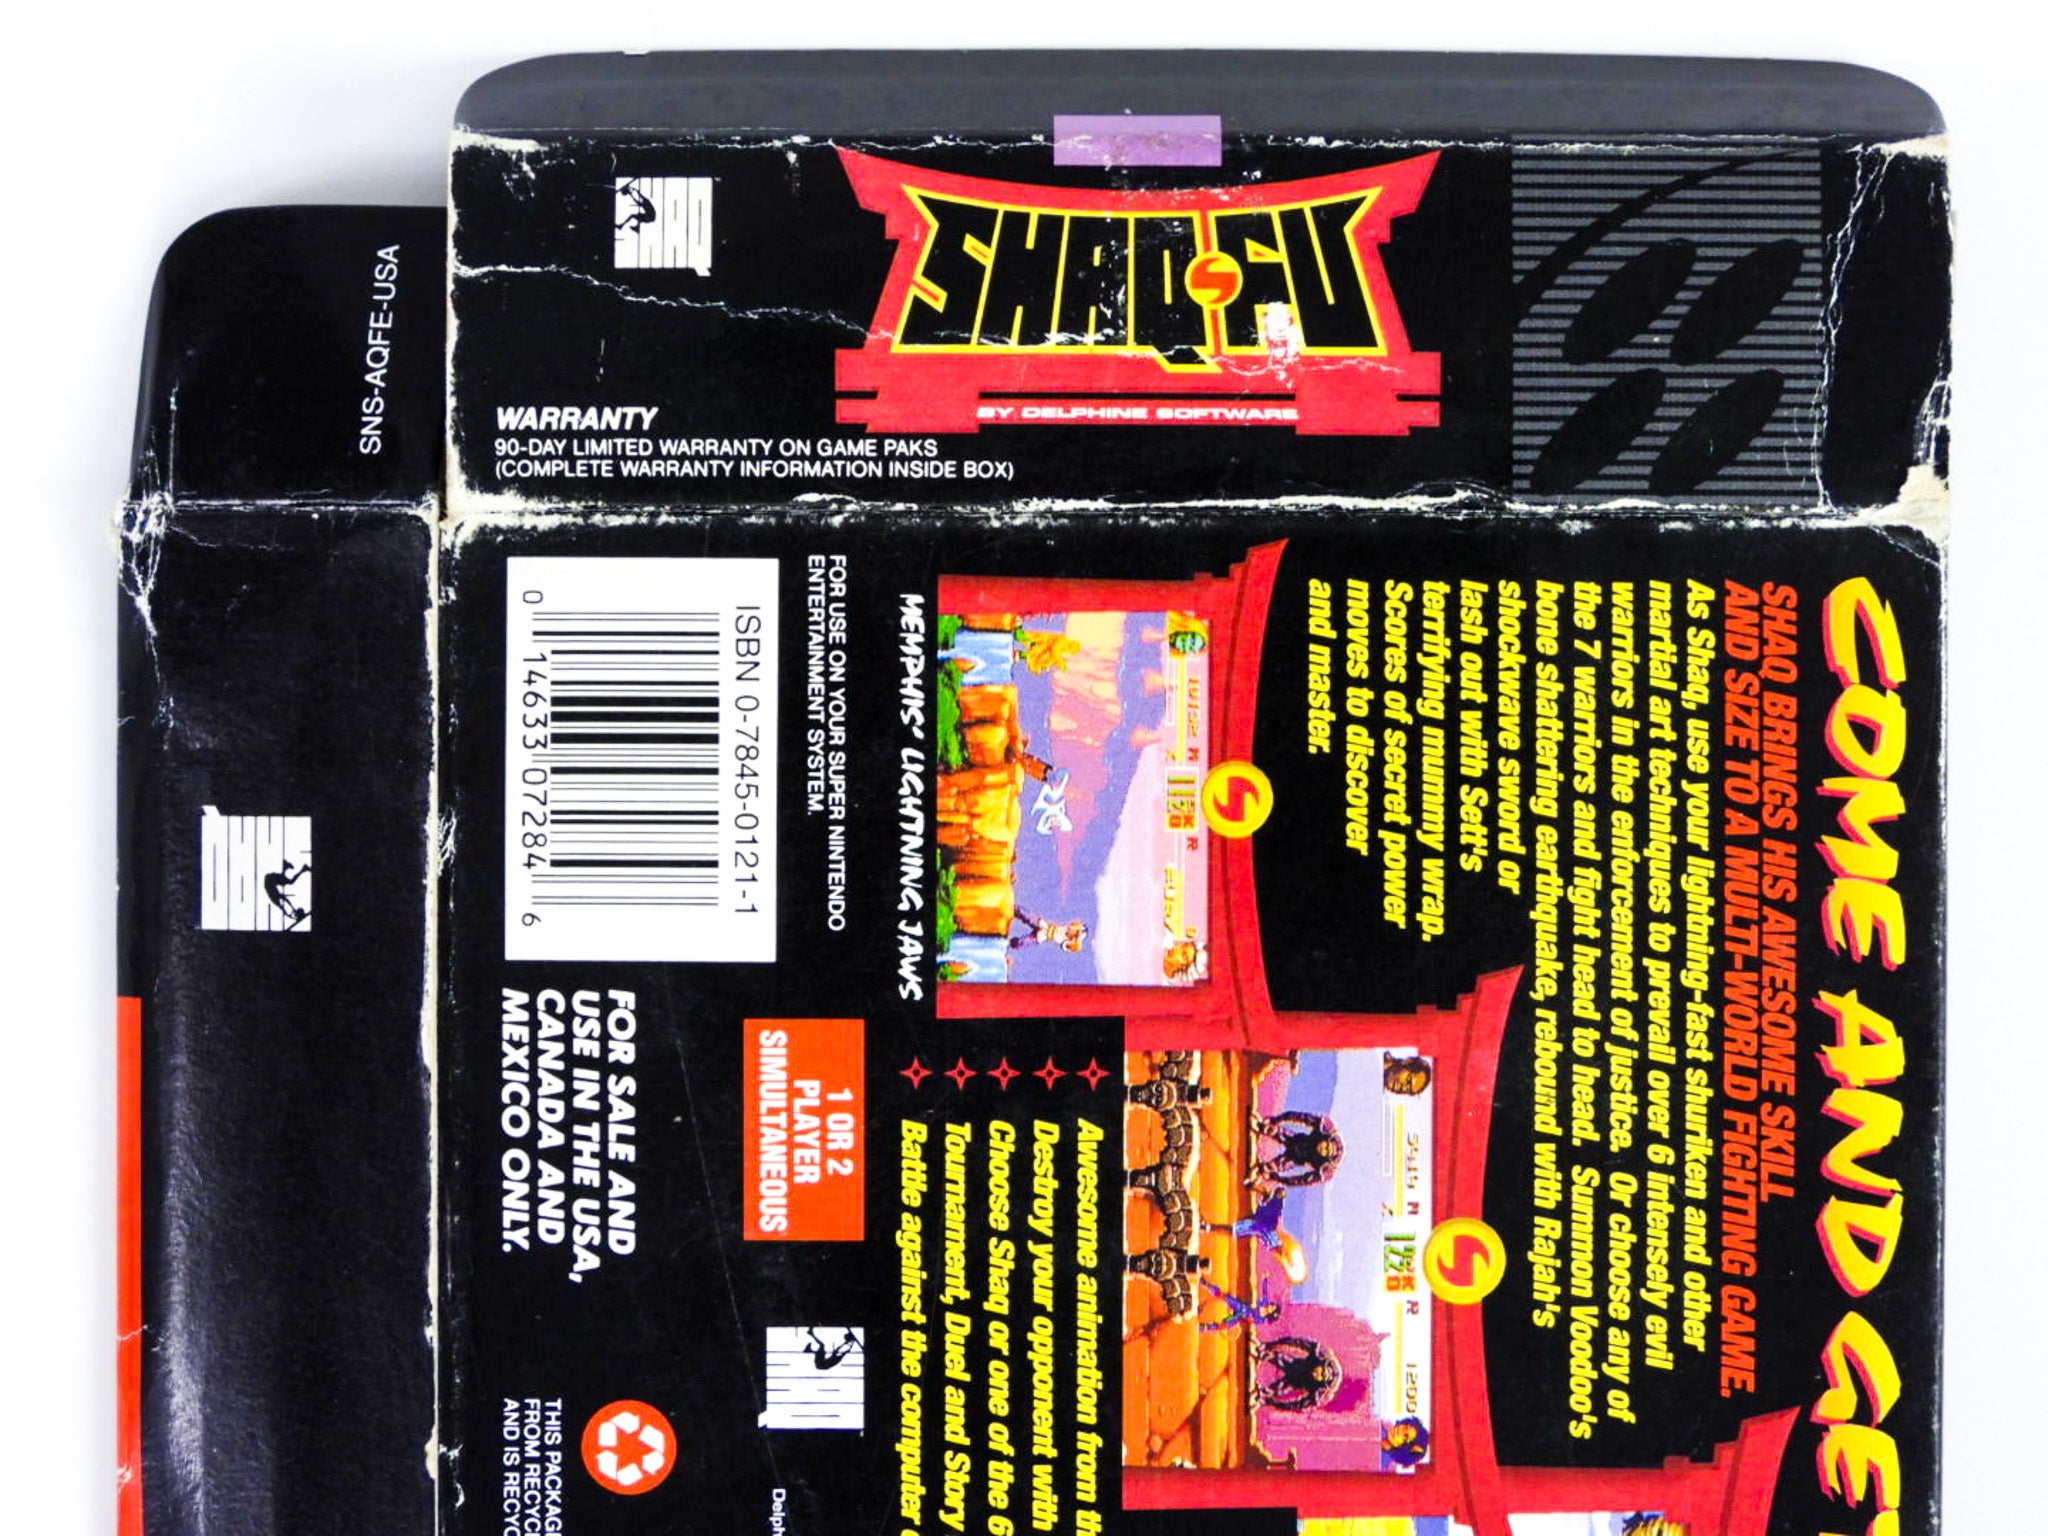 SNS-AQFE-USA
SHAQ FU
BY DELPHINE SOFTWARE
WARRANTY
90-DAY LIMITED WARRANTY ON GAME PAKS
(COMPLETE WARRANTY INFORMATION INSIDE BOX)
COME AND GET
SHAQ BRINGS HIS AWESOME SKILL
AND SIZE TO A MULTI-WORLD FIGHTING GAME.
As Shaq, use your lightning-fast shuriken and other
martial art techniques to prevail over 6 intensely evil
warriors in the enforcement of justice. Or choose any of
the 7 warriors and fight head to head. Summon Voodoo's
bone shattering earthquake, rebound with Rajah's
shockwave sword or
lash out with Sett's
terrifying mummy wrap.
Scores of secret power
moves to discover
and master.
MEMPHIS' LIGHTNING JAWS
Awesome animation from th
Destroy your opponent with
Choose Shaq or one of the 6
Tournament, Duel and Story
Battle against the computer o
FOR USE ON YOUR SUPER NINTENDO
ENTERTAINMENT SYSTEM.
1 OR 2
PLAYER
SIMULTANEOUS
Delph
ISBN 0-7845-0121-1
0 14633 07284 6
FOR SALE AND
USE IN THE USA,
CANADA AND
MEXICO ONLY.
THIS PACKAG
FROM RECYC
AND IS RECYC